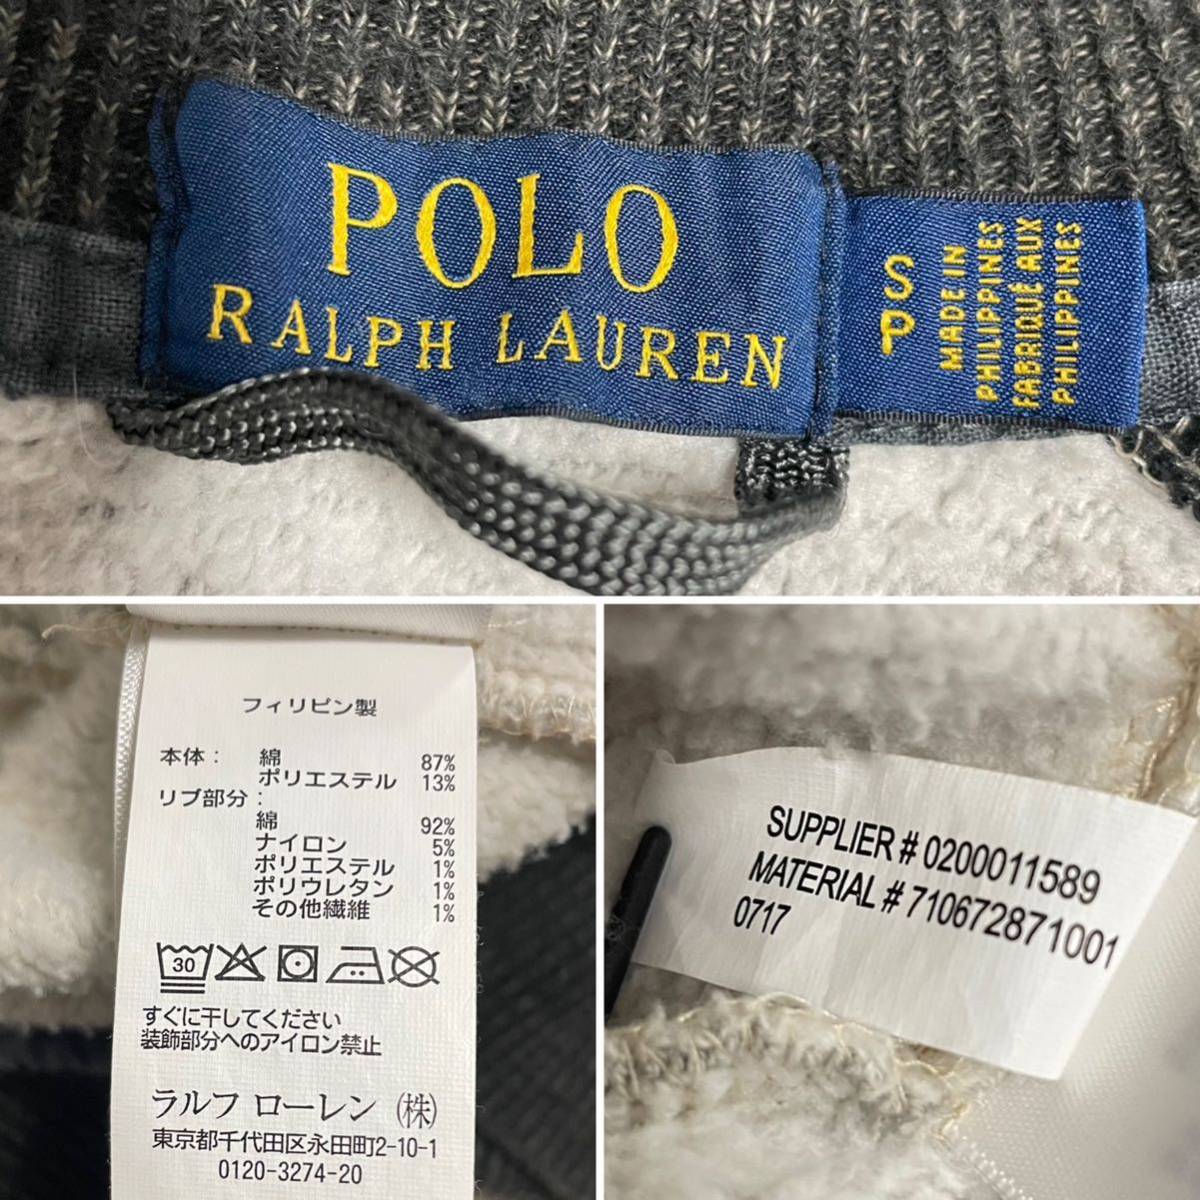 POLO
RALPH LAUREN
S
P
MADE IN
PHILIPPINES
FABRIQUÉ AUX
PHILIPPINES
フィリピン製
本体： 綿 87%
ポリエステル 13%
リブ部分：
綿 92%
ナイロン 5%
ポリエステル 1%
ポリウレタン 1%
その他繊維 1%
30
すぐに干してください
装飾部分へのアイロン禁止
ラルフ ローレン（株）
東京都千代田区永田町2-10-1
0120-3274-20
SUPPLIER # 0200011589
MATERIAL # 710672871001
0717